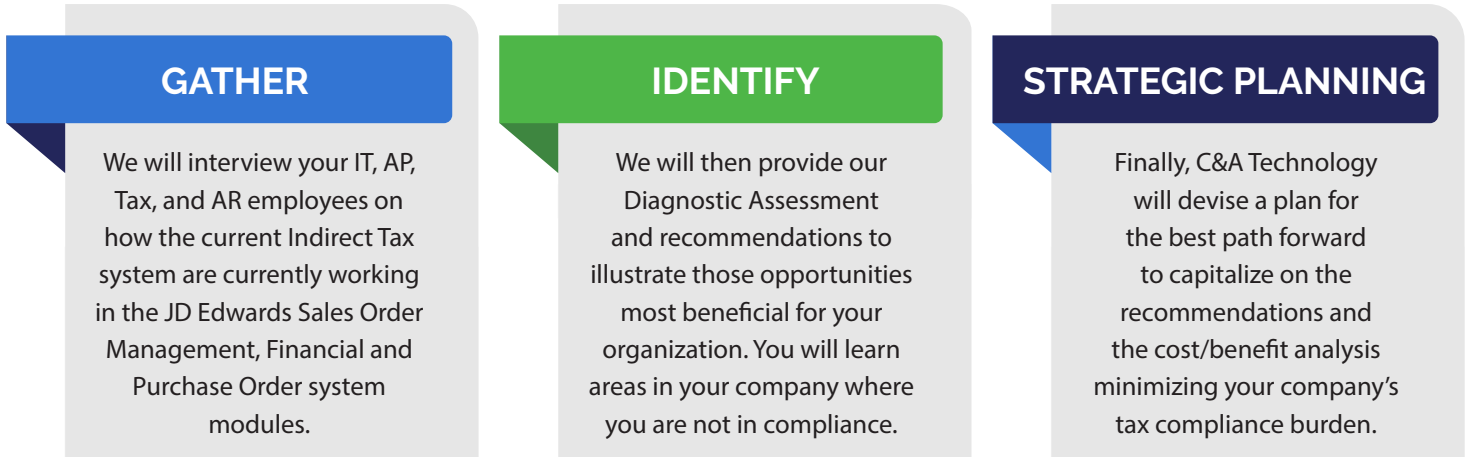 GATHER
We will interview your IT, AP,
Tax, and AR employees on
how the current Indirect Tax
system are currently working
in the JD Edwards Sales Order
Management, Financial and
Purchase Order system
modules.
IDENTIFY
We will then provide our
Diagnostic Assessment
and recommendations to
illustrate those opportunities
most beneficial for your
organization. You will learn
areas in your company where
you are not in compliance.
STRATEGIC PLANNING
Finally, C&A Technology
will devise a plan for
the best path forward
to capitalize on the
recommendations and
the cost/benefit analysis
minimizing your company’s
tax compliance burden.